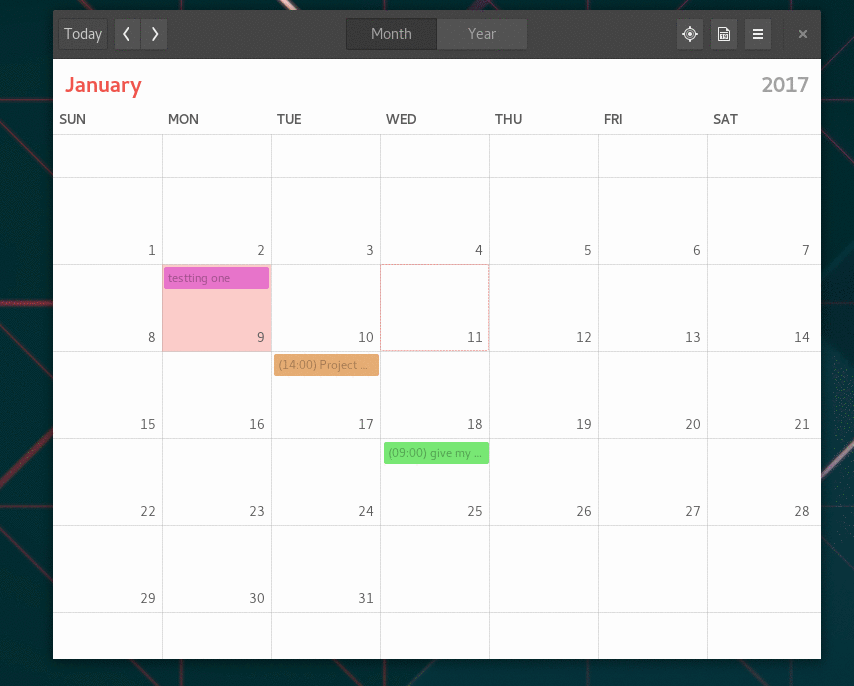 Today Month Year
January 2017
SUN MON TUE WED THU FRI SAT
1 2 3 4 5 6 7
testting one
8 9 10 11 12 13 14
(14:00) Project ...
15 16 17 18 19 20 21
(09:00) give my ...
22 23 24 25 26 27 28
29 30 31